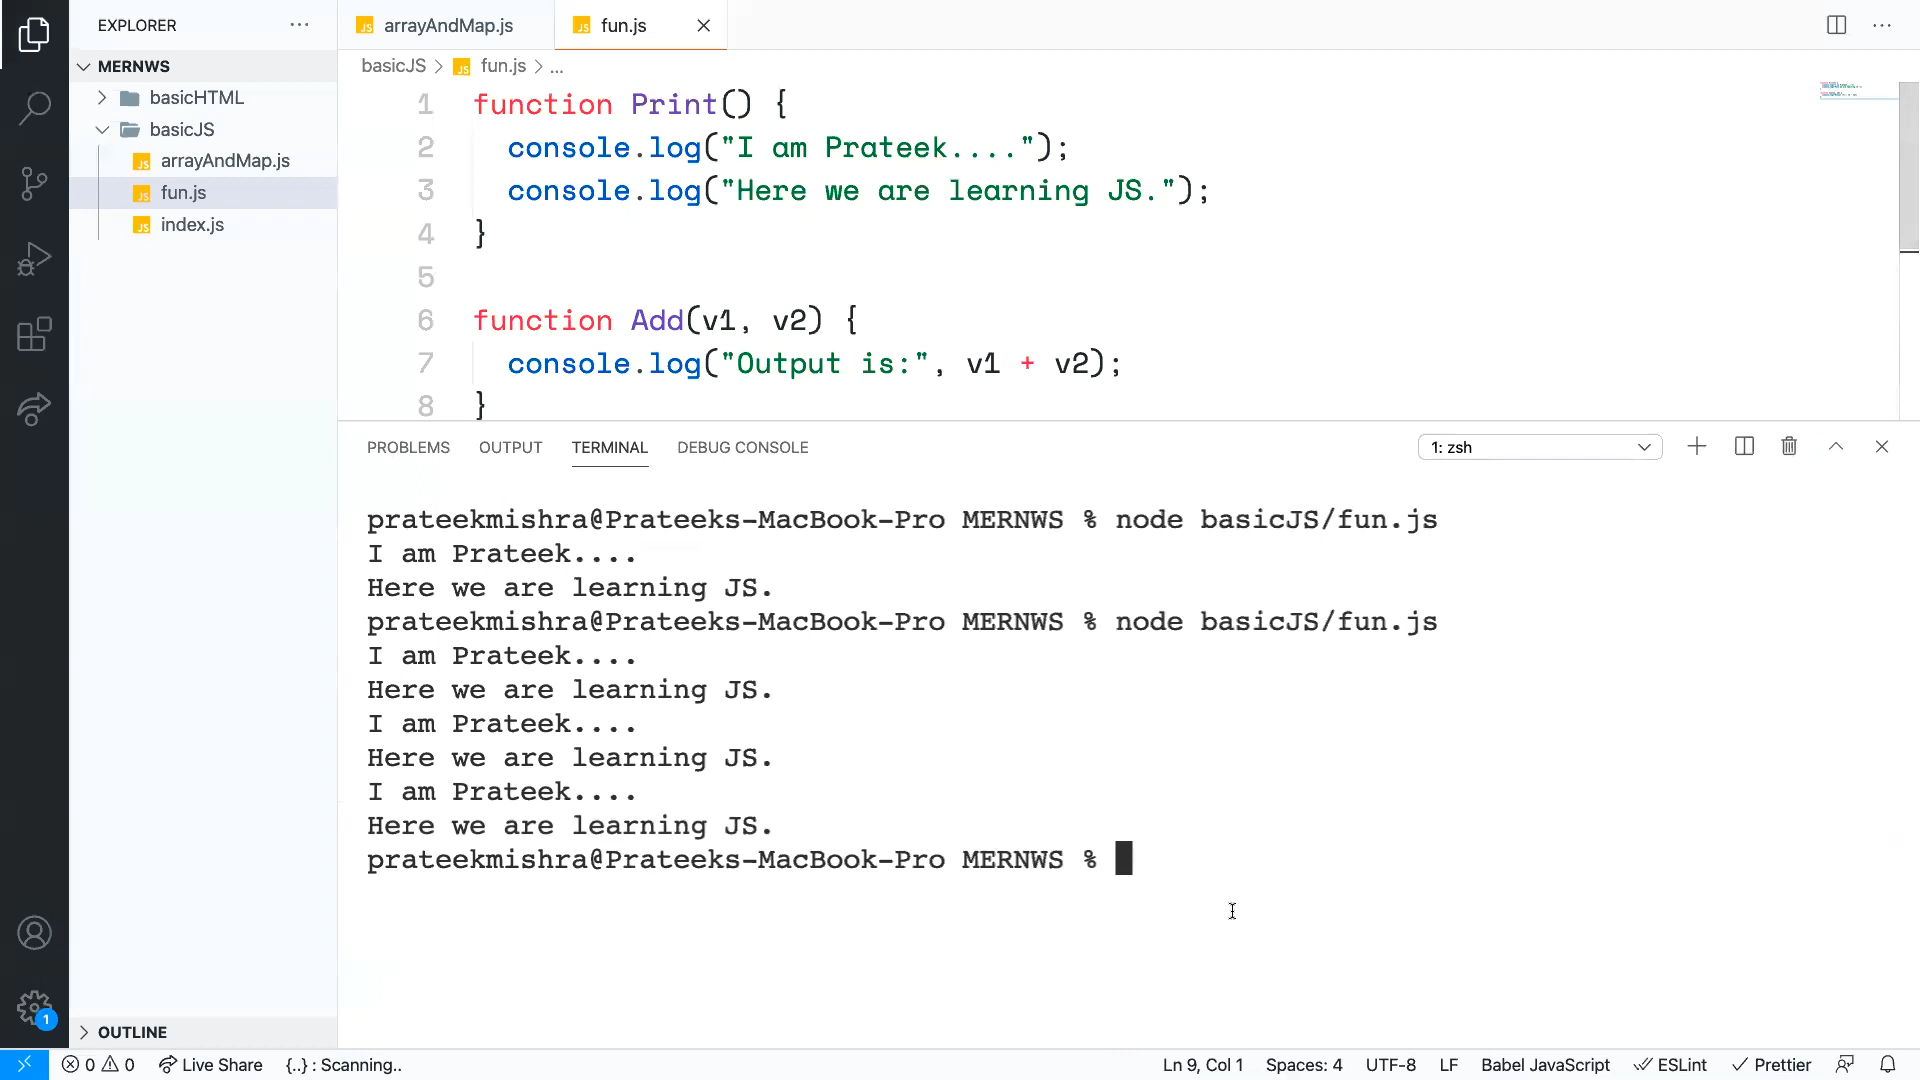 EXPLORER
arrayAndMap.js
fun.js
MERNWS
basicHTML
basicJS
arrayAndMap.js
fun.js
index.js
basicJS > fun.js > ...
1 function Print() {
2 console.log("I am Prateek....");
3 console.log("Here we are learning JS.");
4 }
5
6 function Add(v1, v2) {
7 console.log("Output is:", v1 + v2);
8 }
PROBLEMS OUTPUT TERMINAL DEBUG CONSOLE
1: zsh
prateekmishra@Prateeks-MacBook-Pro MERNWS % node basicJS/fun.js
I am Prateek....
Here we are learning JS.
prateekmishra@Prateeks-MacBook-Pro MERNWS % node basicJS/fun.js
I am Prateek....
Here we are learning JS.
I am Prateek....
Here we are learning JS.
I am Prateek....
Here we are learning JS.
prateekmishra@Prateeks-MacBook-Pro MERNWS %
1
OUTLINE
0 0 Live Share {..} : Scanning.. Ln 9, Col 1 Spaces: 4 UTF-8 LF Babel JavaScript ESLint Prettier